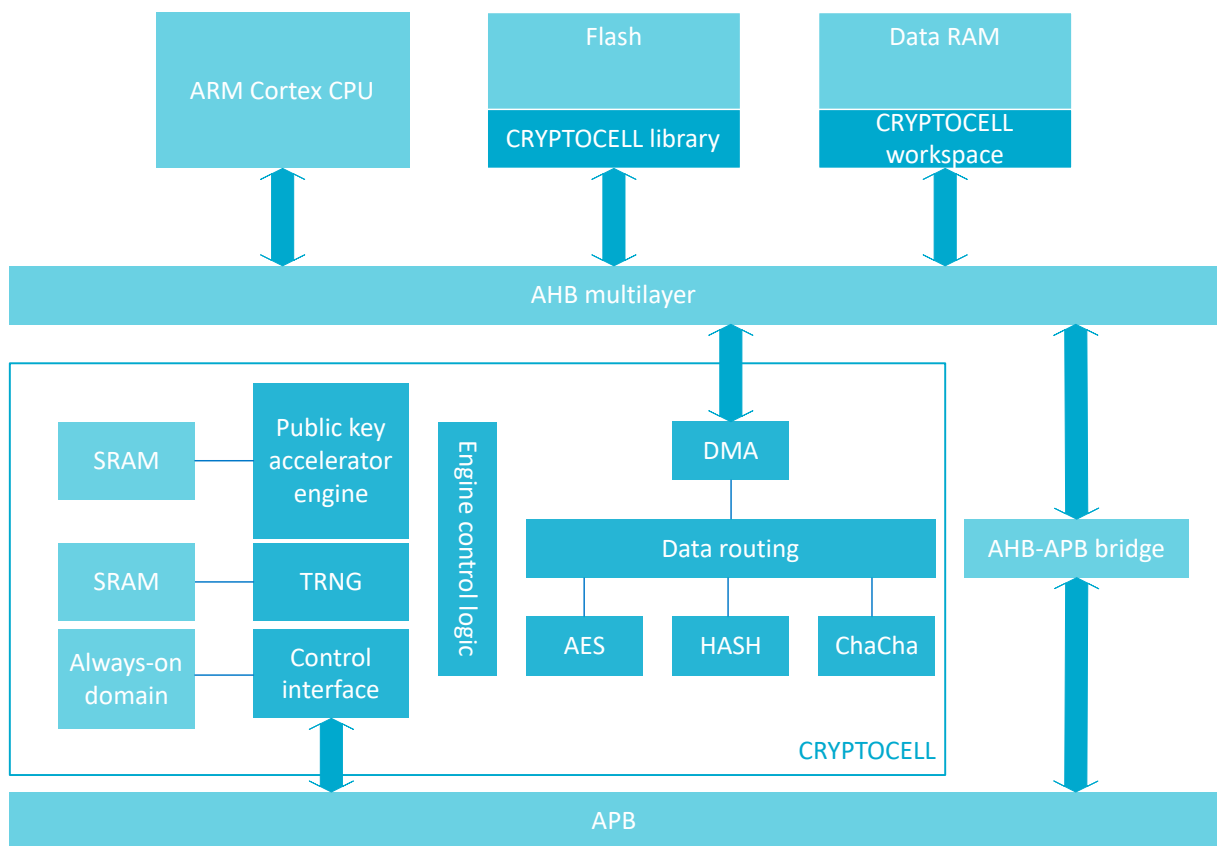 ARM Cortex CPU
Flash
CRYPTOCELL library
Data RAM
CRYPTOCELL
workspace
AHB multilayer
SRAM
Public key
accelerator
engine
SRAM
TRNG
Always-on
domain
Control
interface
Engine control logic
DMA
Data routing
AES
HASH
ChaCha
CRYPTOCELL
AHB-APB bridge
APB